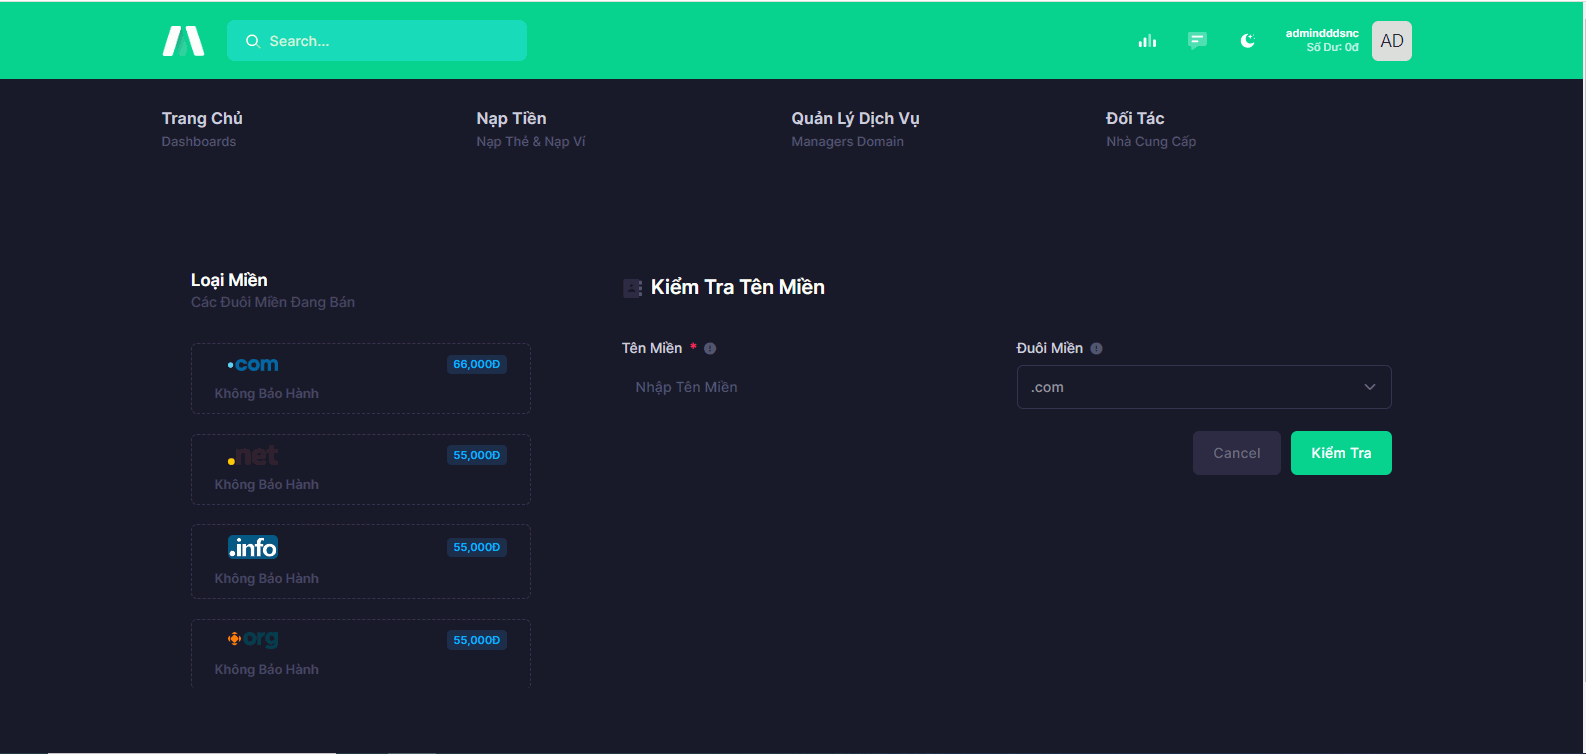 Search...
admindddsnc
Số Dư: 0đ
AD
Trang Chủ
Dashboards
Nạp Tiền
Nạp Thẻ & Nạp Ví
Quản Lý Dịch Vụ
Managers Domain
Đối Tác
Nhà Cung Cấp
Loại Miền
Các Đuôi Miền Đang Bán
.com
66,000Đ
Không Bảo Hành
.net
55,000Đ
Không Bảo Hành
.info
55,000Đ
Không Bảo Hành
org
55,000Đ
Không Bảo Hành
Kiểm Tra Tên Miền
Tên Miền *
Nhập Tên Miền
Đuôi Miền
.com
Cancel
Kiểm Tra